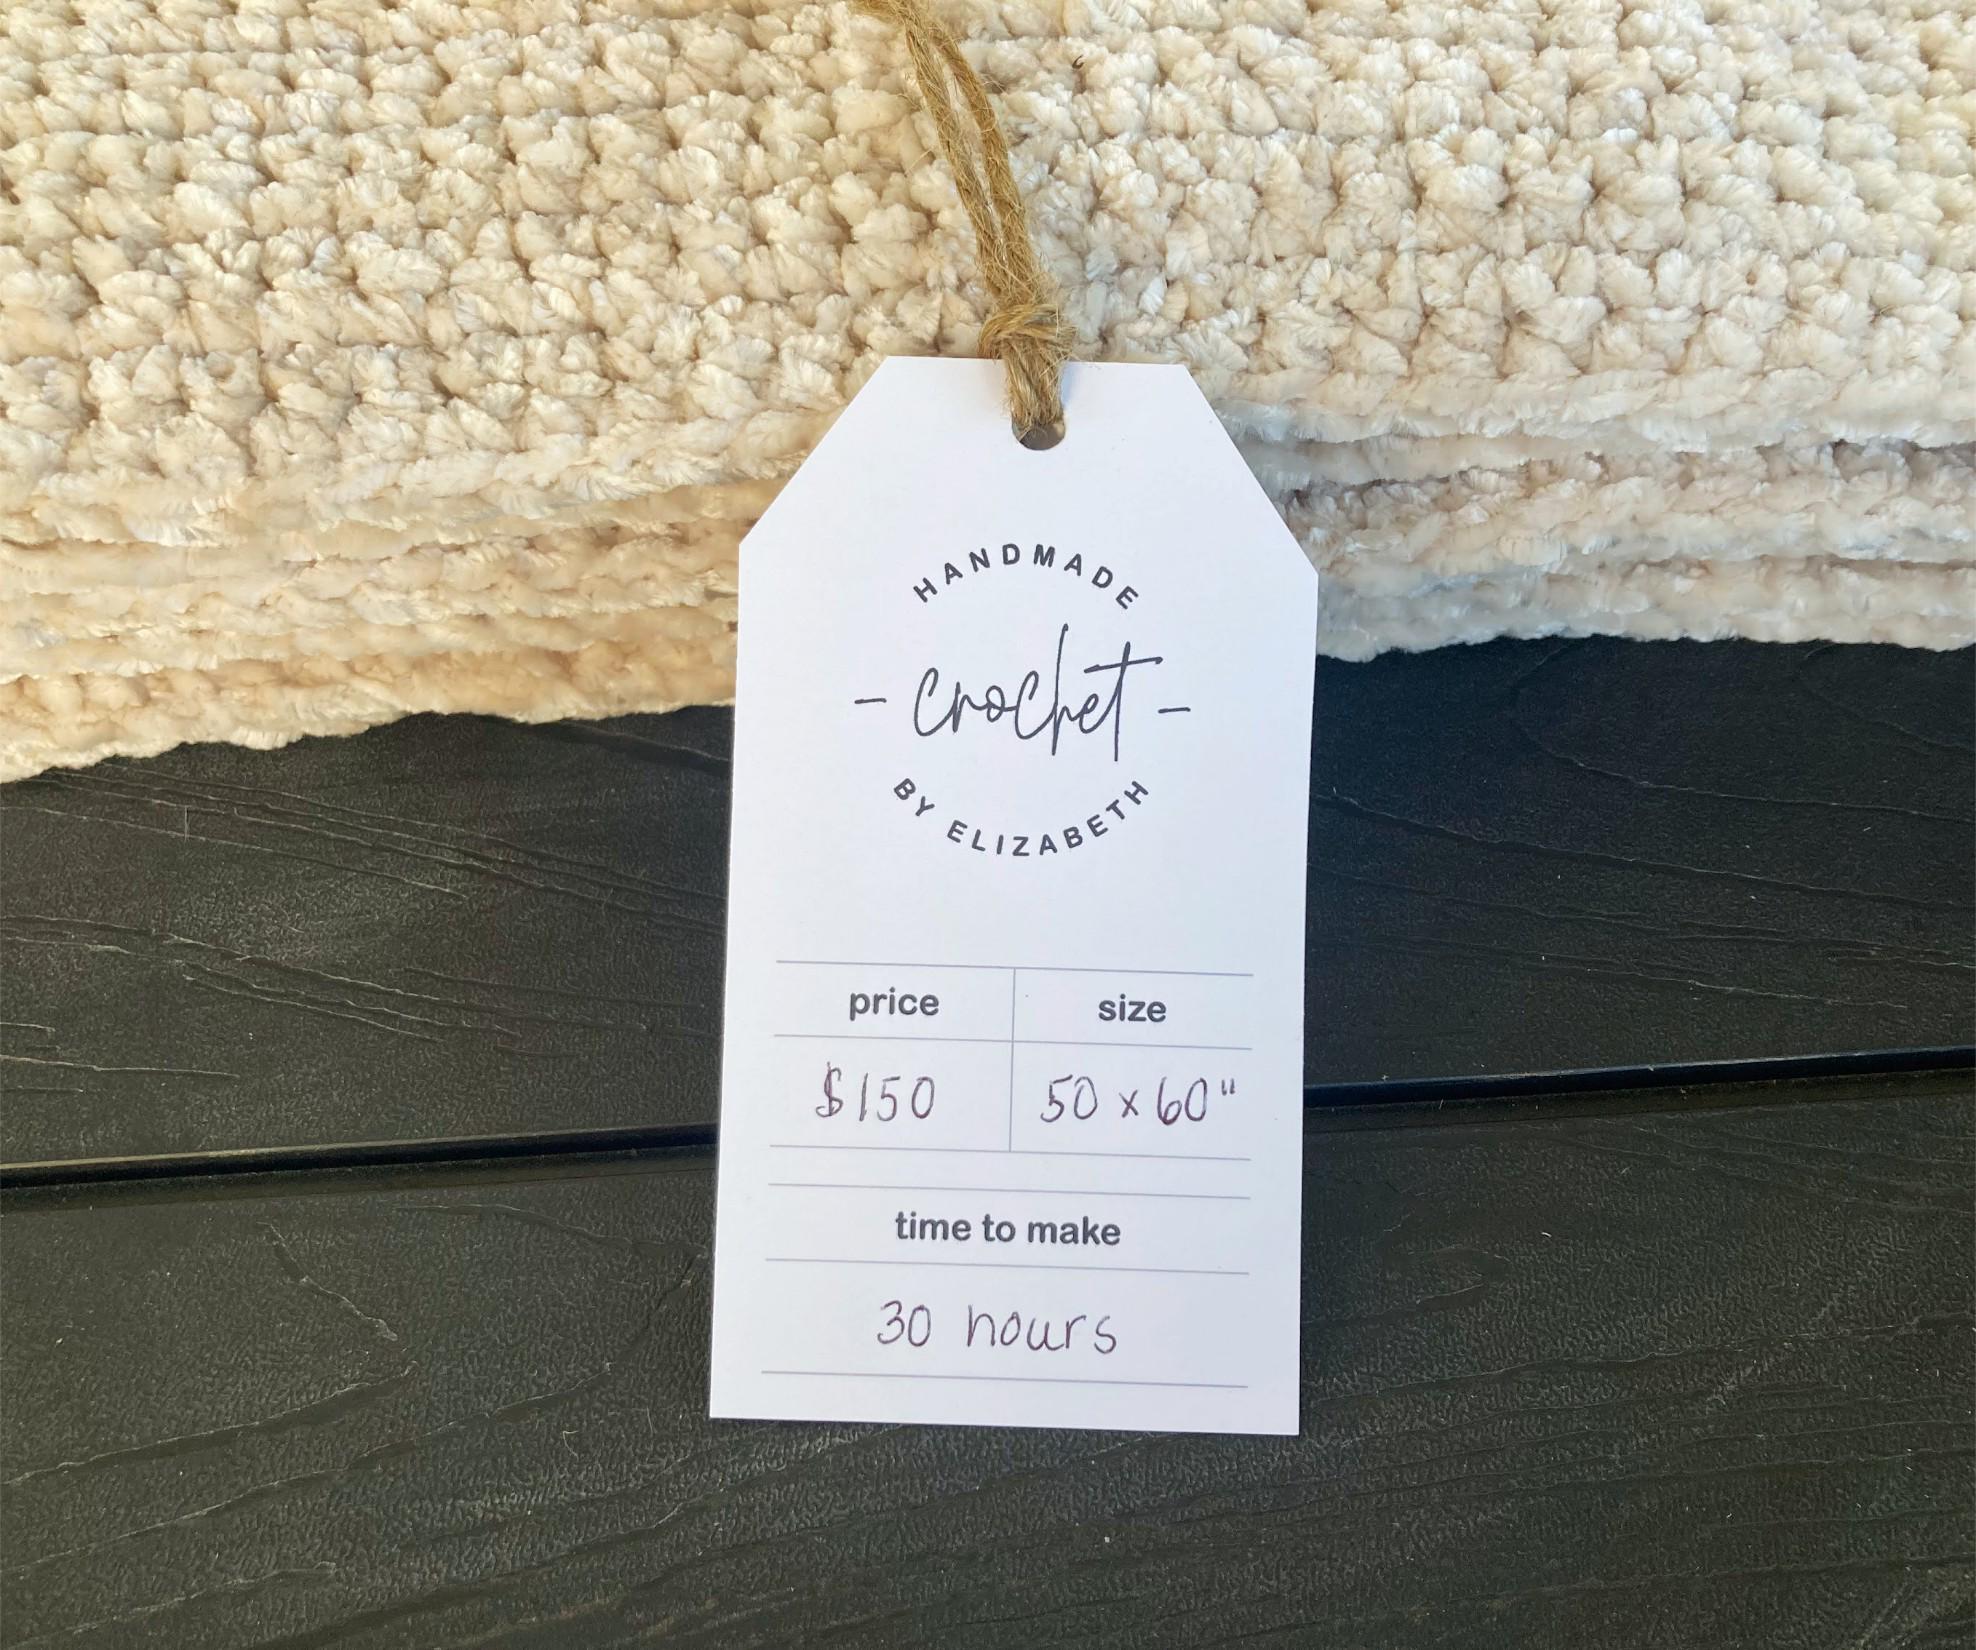 HANDMADE
- crochet -
BY ELIZABETH
price size
$150 50 x 60"
time to make
30 hours